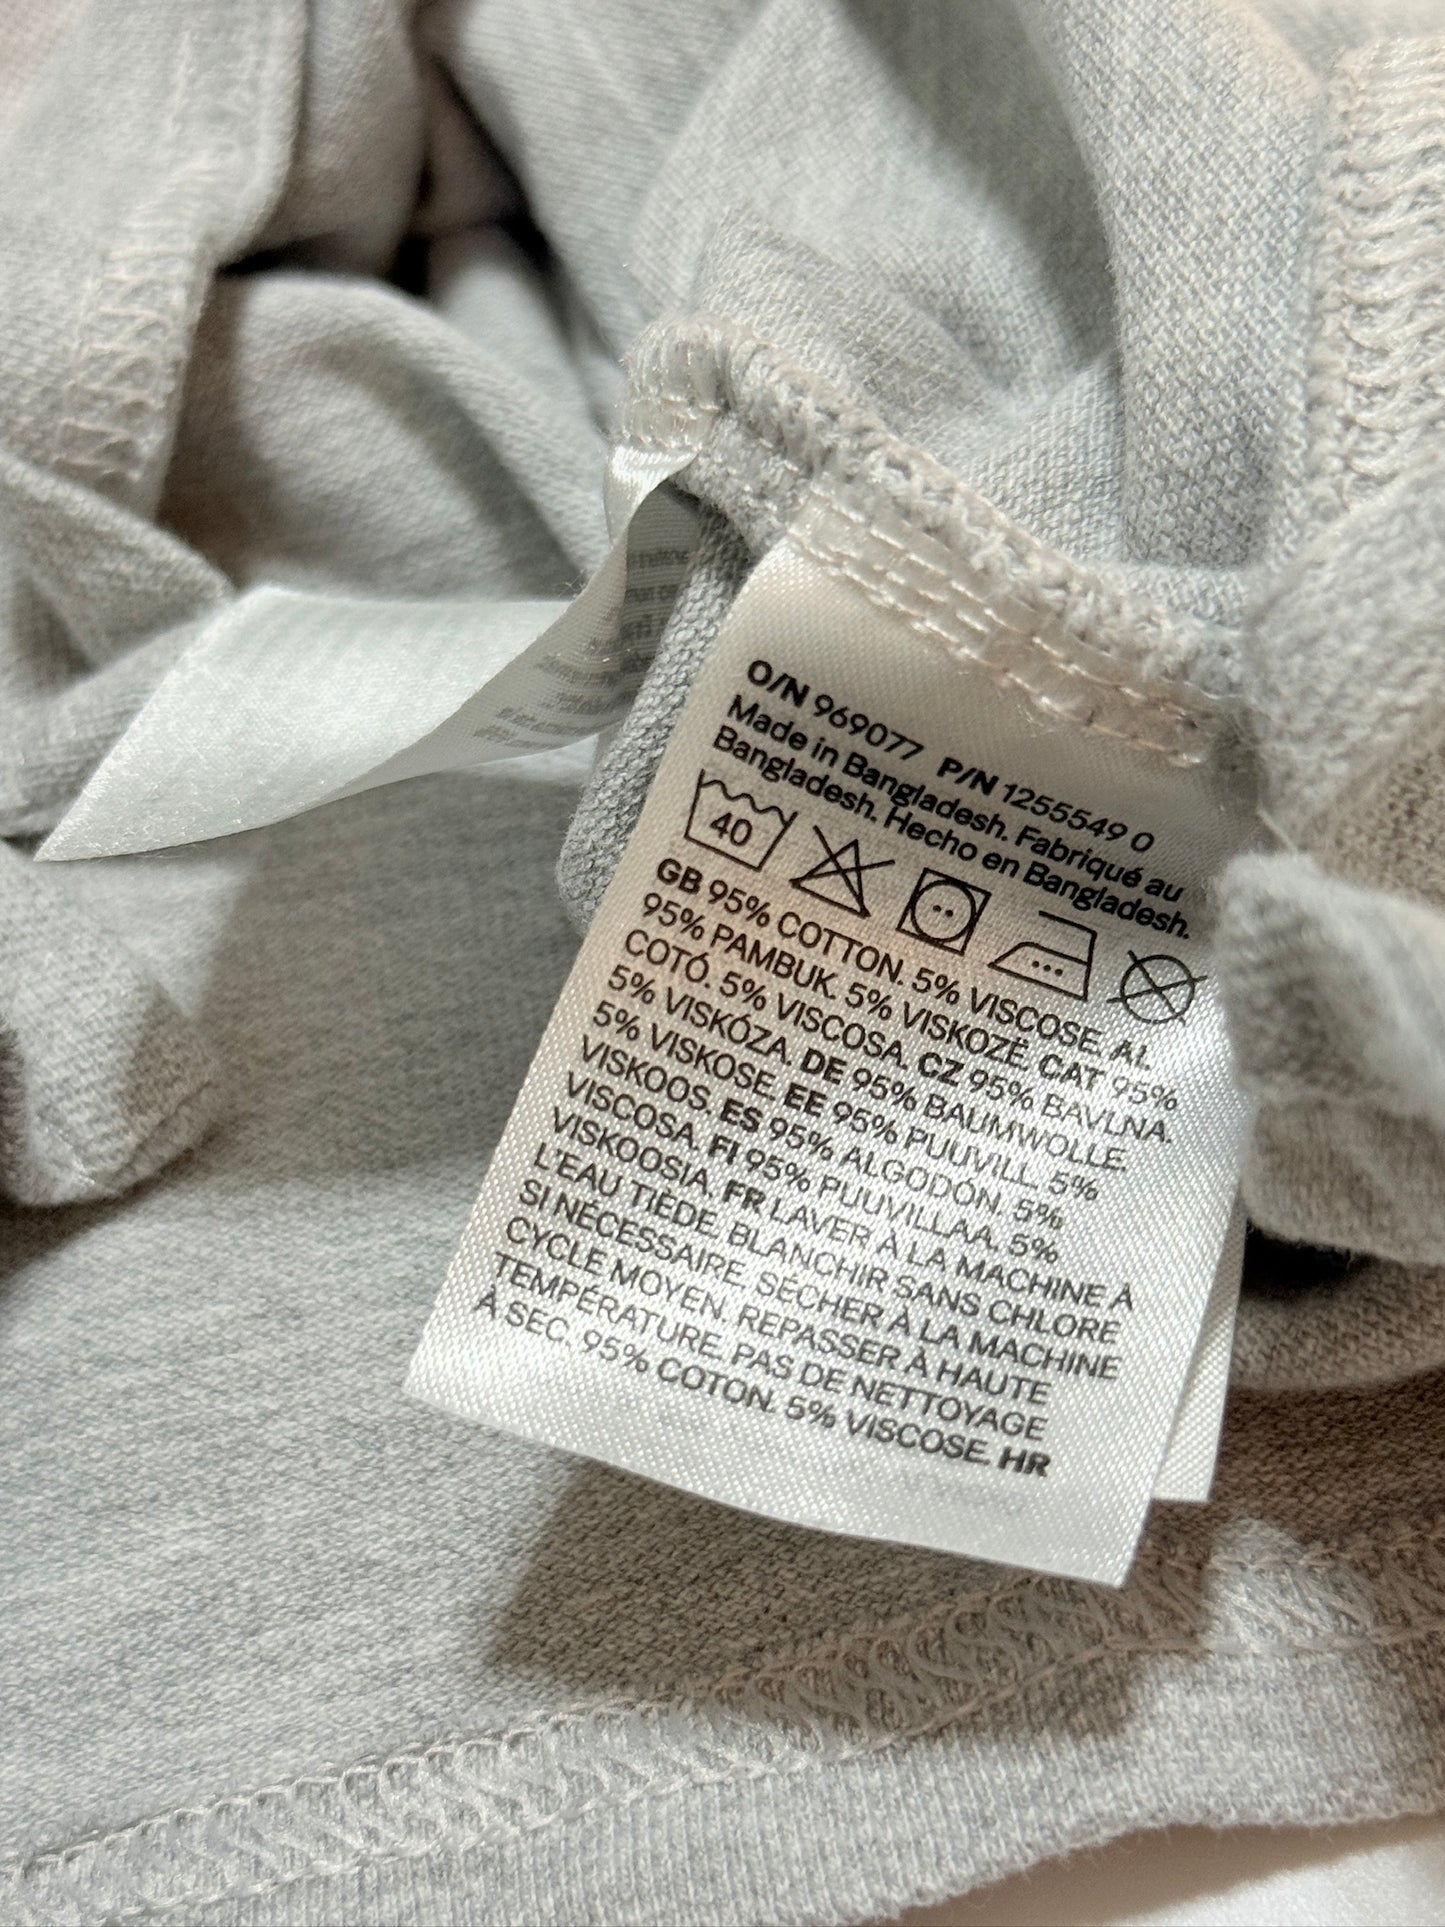 O/N 969077 P/N 1255549 0
Made in Bangladesh. Fabriqué au
Bangladesh. Hecho en Bangladesh.
40
GB 95% COTTON. 5% VISCOSE. AL
95% PAMBUK. 5% VISKOZË. CAT 95%
COTÓ. 5% VISCOSA. CZ 95% BAVLNA.
5% VISKÓZA. DE 95% BAUMWOLLE.
5% VISKOSE. EE 95% PUUVILL. 5%
VISKOOS. ES 95% ALGODÓN. 5%
VISCOSA. FI 95% PUUVILLAA. 5%
VISKOOSIA. FR LAVER À LA MACHINE À
L'EAU TIÈDE. BLANCHIR SANS CHLORE
SI NÉCESSAIRE. SÉCHER À LA MACHINE
CYCLE MOYEN. REPASSER À HAUTE
TEMPÉRATURE. PAS DE NETTOYAGE
À SEC. 95% COTON. 5% VISCOSE. HR